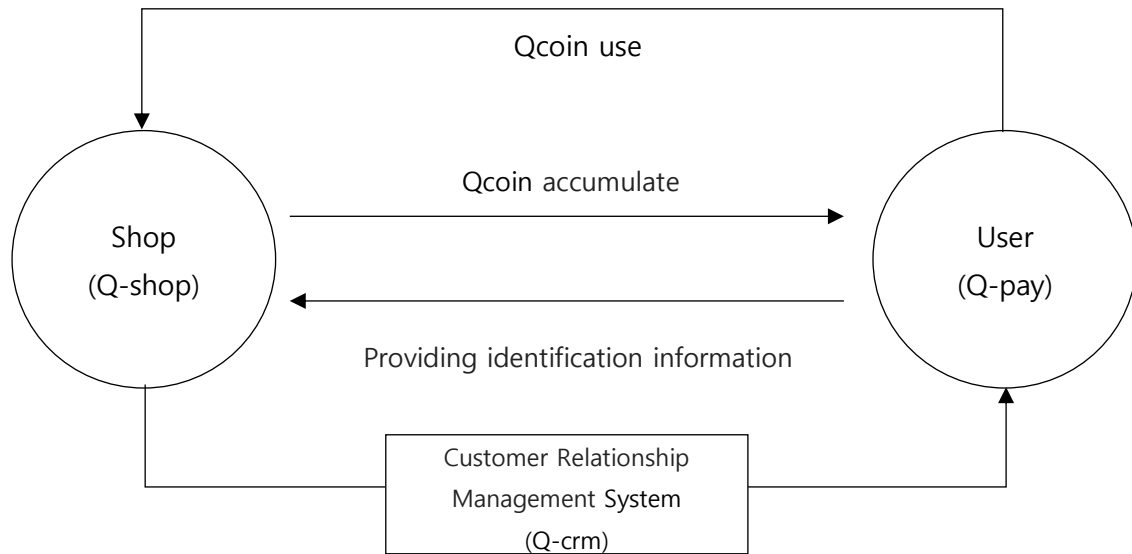 Qcoin use
Qcoin accumulate
Shop
(Q-shop)
User
(Q-pay)
Providing identification information
Customer Relationship
Management System
(Q-crm)